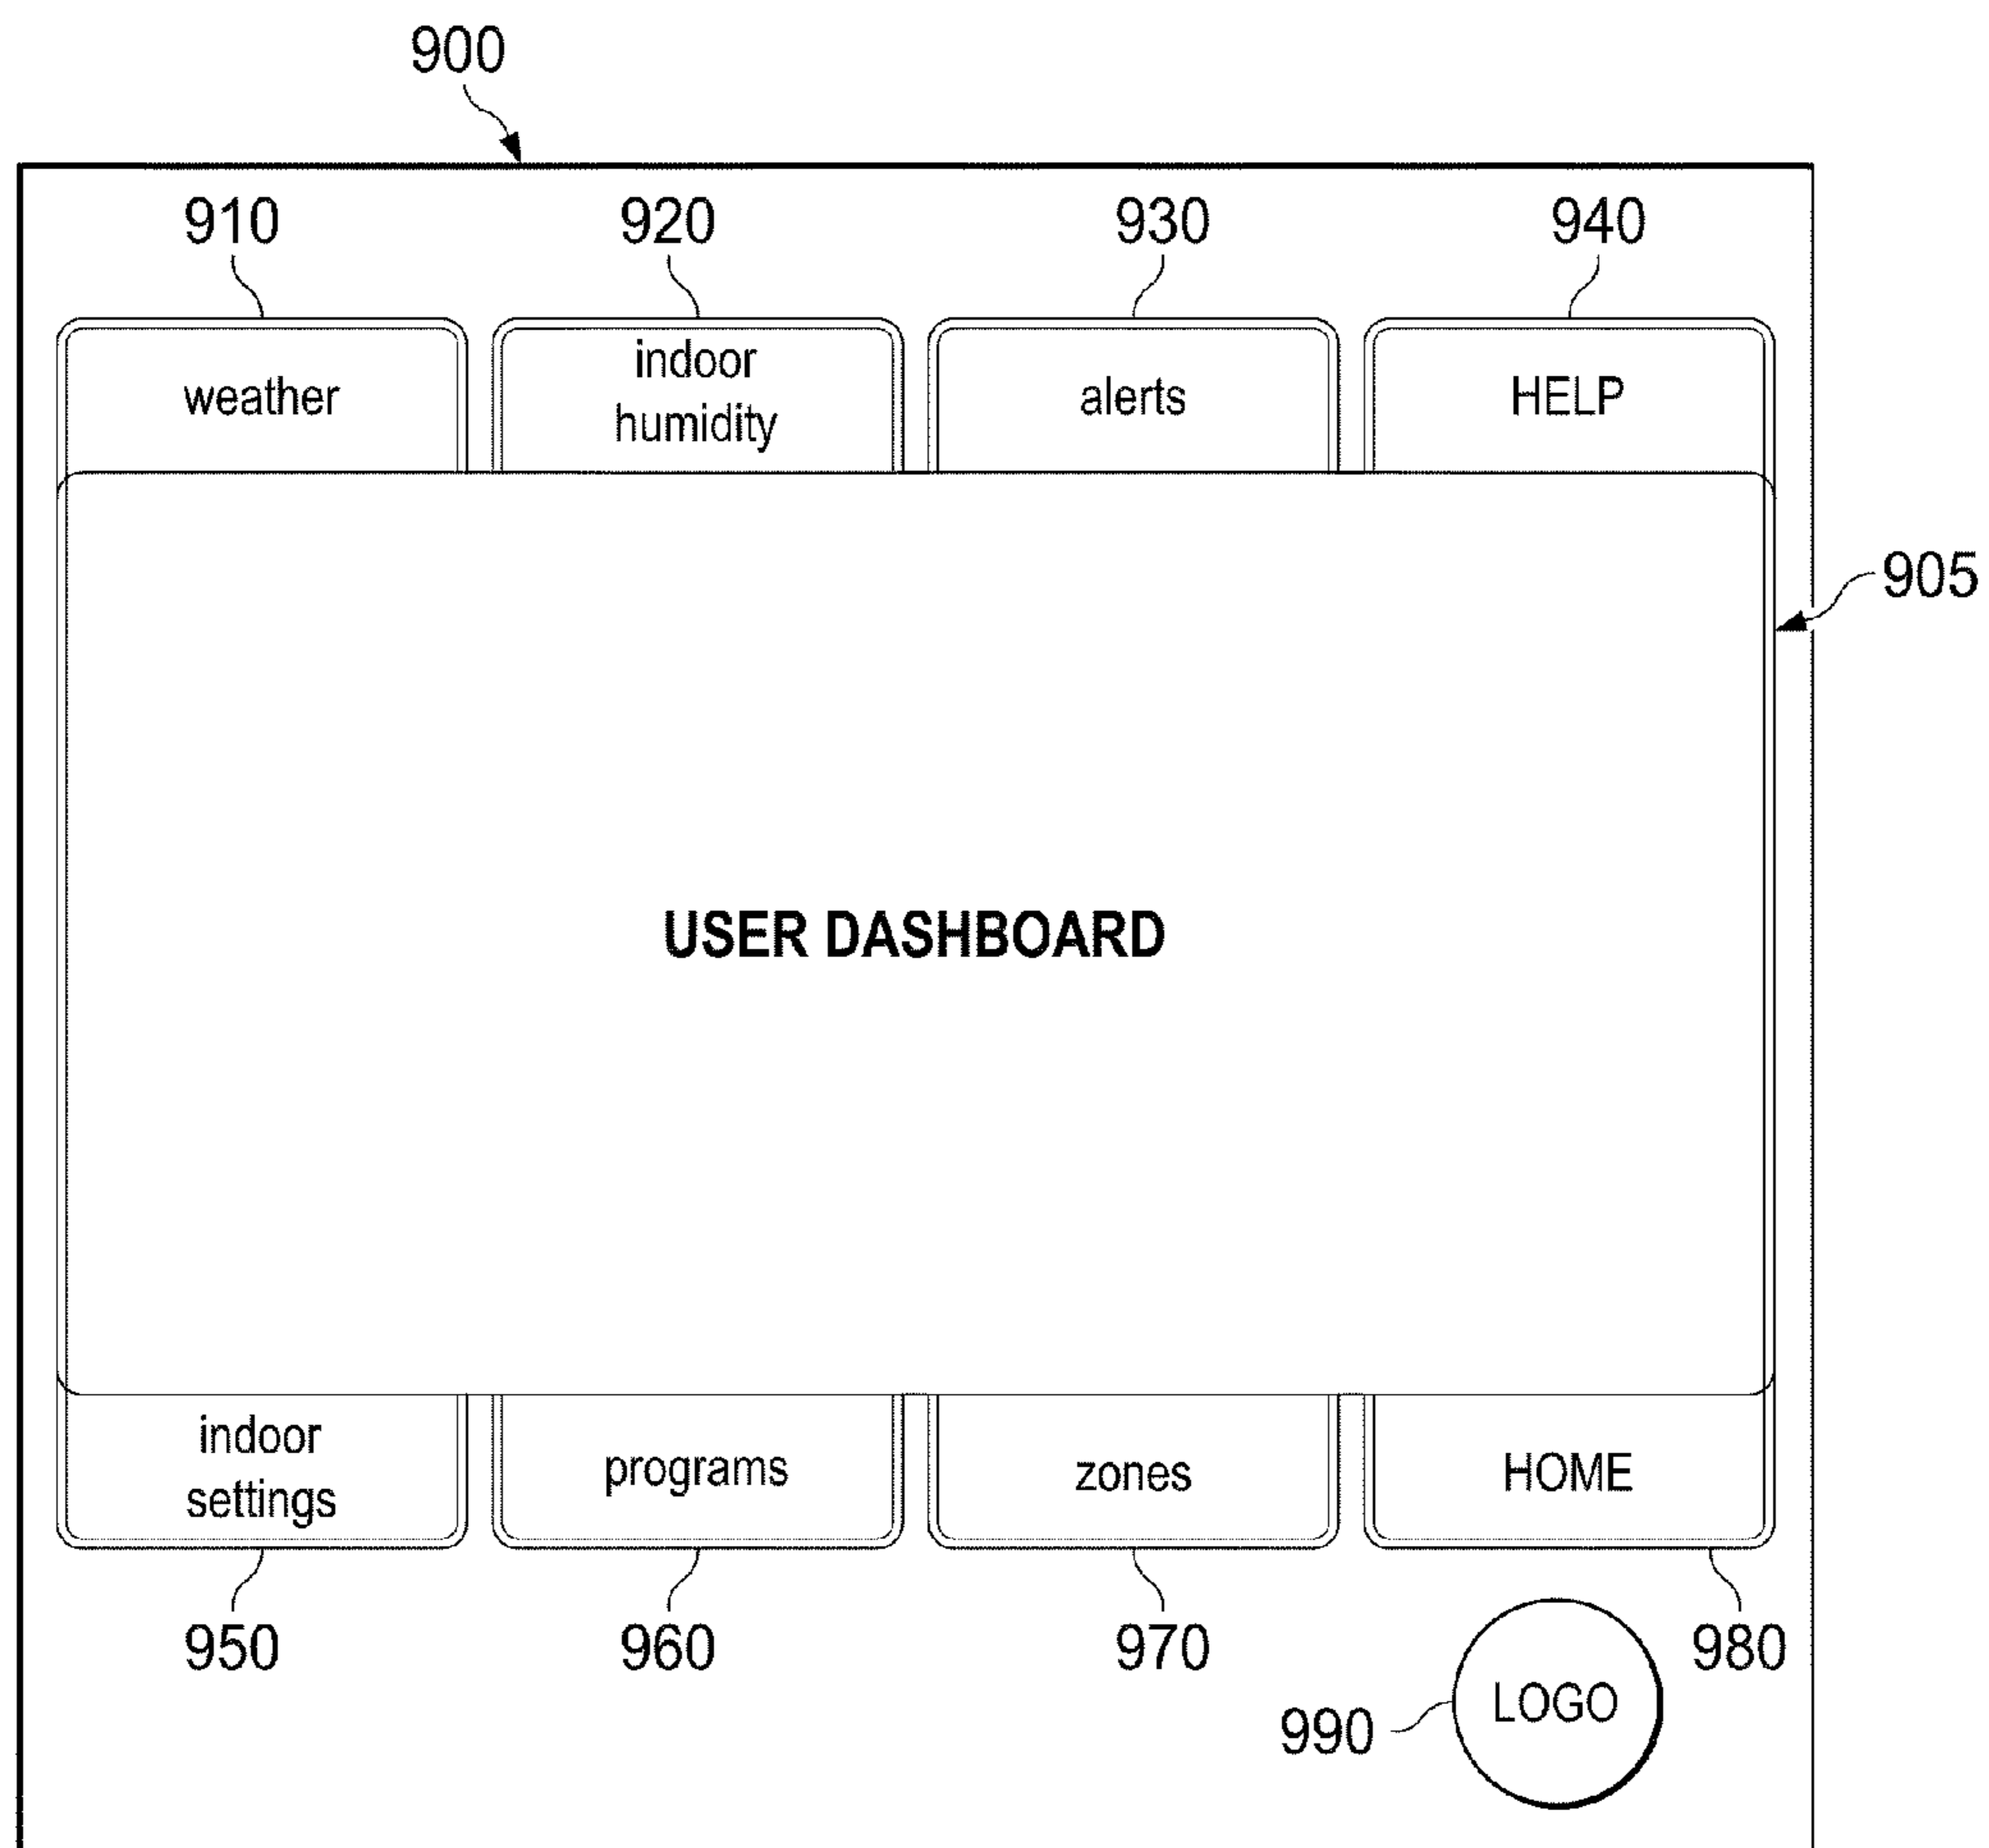 900
910
920
930
940
weather
indoor
humidity
alerts
HELP
905
USER DASHBOARD
indoor
settings
programs
zones
HOME
950
960
970
980
990
LOGO